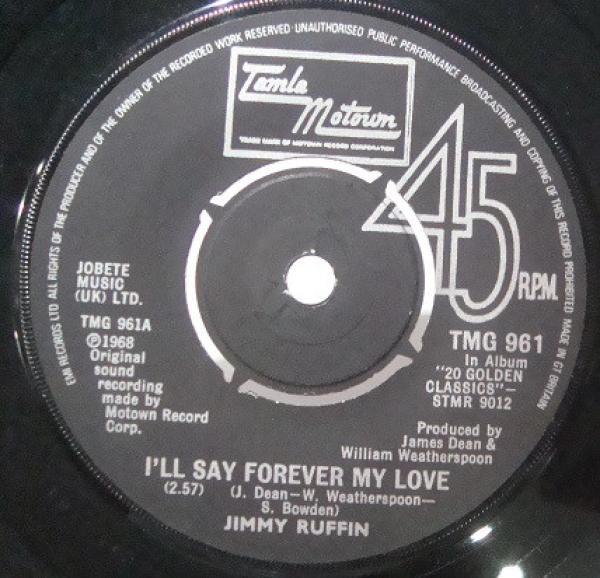 EMI RECORDS LTD ALL RIGHTS OF THE PRODUCER AND OF THE OWNER OF THE RECORDED WORK RESERVED · UNAUTHORISED PUBLIC PERFORMANCE BROADCASTING AND COPYING OF THIS RECORD PROHIBITED MADE IN GT BRITAIN
Tamla
Motown
TRADE MARK OF MOTOWN RECORD CORPORATION
45
R.P.M.
JOBETE
MUSIC
(UK) LTD.
TMG 961A
℗1968
Original
sound
recording
made by
Motown Record
Corp.
TMG 961
In Album
"20 GOLDEN
CLASSICS"—
STMR 9012
Produced by
James Dean &
William Weatherspoon
I'LL SAY FOREVER MY LOVE
(2.57) (J. Dean—W. Weatherspoon—
S. Bowden)
JIMMY RUFFIN